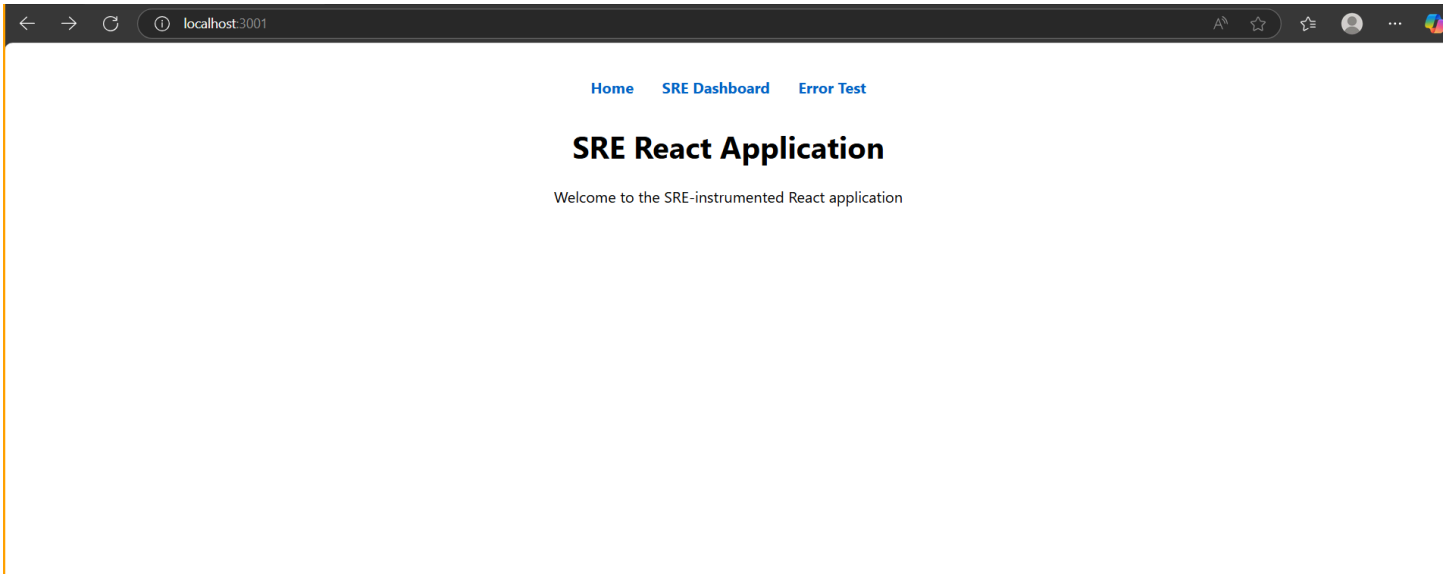 localhost:3001
Home SRE Dashboard Error Test
SRE React Application
Welcome to the SRE-instrumented React application